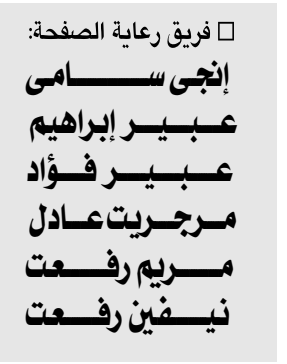 □ فريق رعاية الصفحة:
إنجى سامى
عبير إبراهيم
عبير فؤاد
مرجريت عادل
مريم رفعت
نيفين رفعت